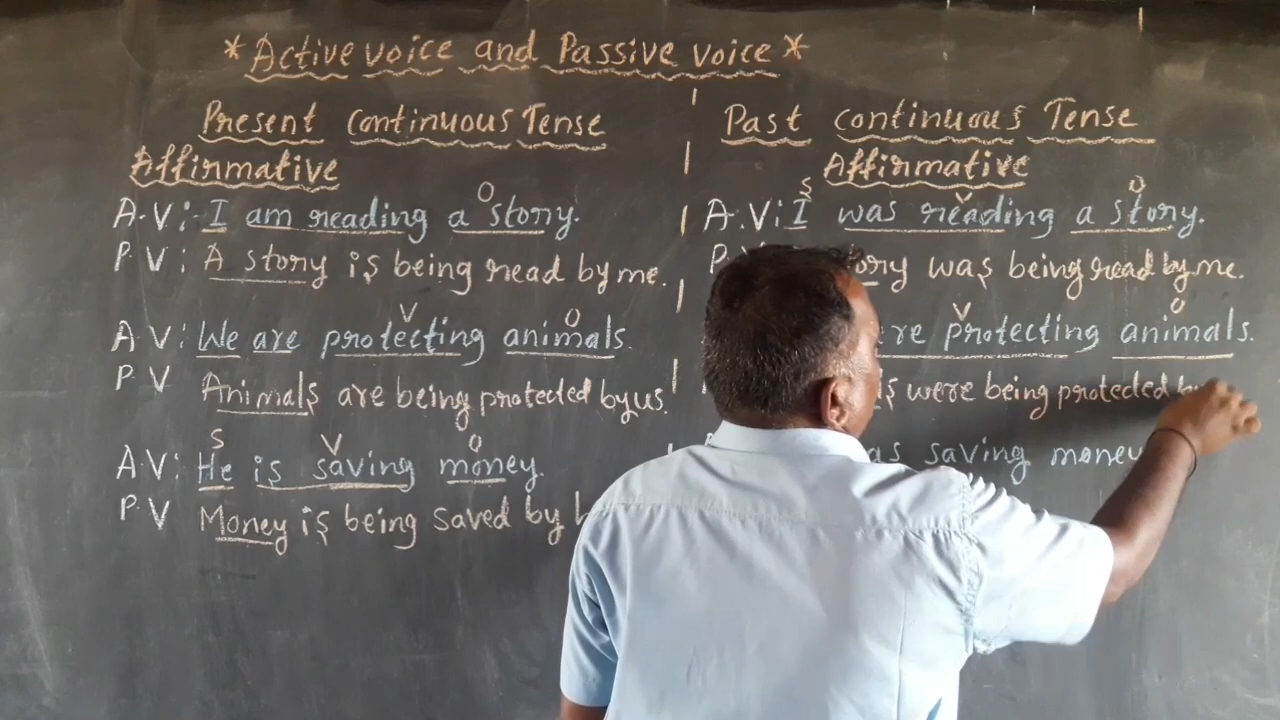 * Active voice and Passive voice *
Present Continuous Tense
Affirmative
O
A.V:- I am reading a story.
P V: A story is being read by me.
V O
A V: We are protecting animals.
P V Animals are being protected by us.
S V O
A.V: He is saving money.
P. V Money is being saved by
Past continuous Tense
Affirmative
S V O
A.V: I was reading a story.
was being read by me.
V O
protecting animals.
were being protected
saving money